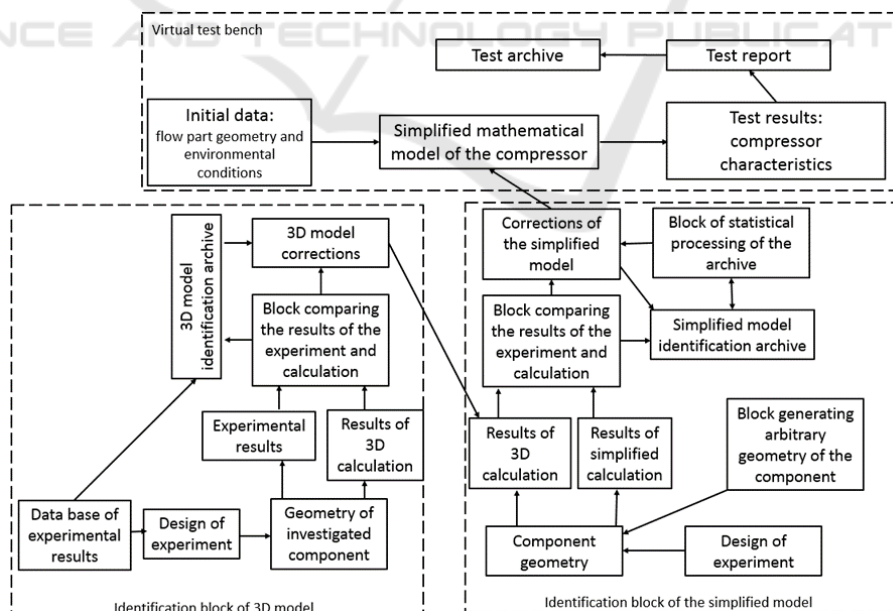 NCE AND TECHNOLOGY PUBLICAT
Virtual test bench
Test archive
Test report
Initial data:
flow part geometry and
environmental
conditions
Simplified mathematical
model of the compressor
Test results:
compressor
characteristics
3D model
identification archive
3D model
corrections
Block comparing
the results of the
experiment and
calculation
Experimental
results
Results of
3D
calculation
Data base of
experimental
results
Design of
experiment
Geometry of
investigated
component
Identification block of 3D model
Corrections of
the simplified
model
Block of statistical
processing of the
archive
Block comparing
the results of the
experiment and
calculation
Simplified model
identification archive
Results of
3D
calculation
Results of
simplified
calculation
Block generating
arbitrary
geometry of the
component
Component
geometry
Design of
experiment
Identification block of the simplified model